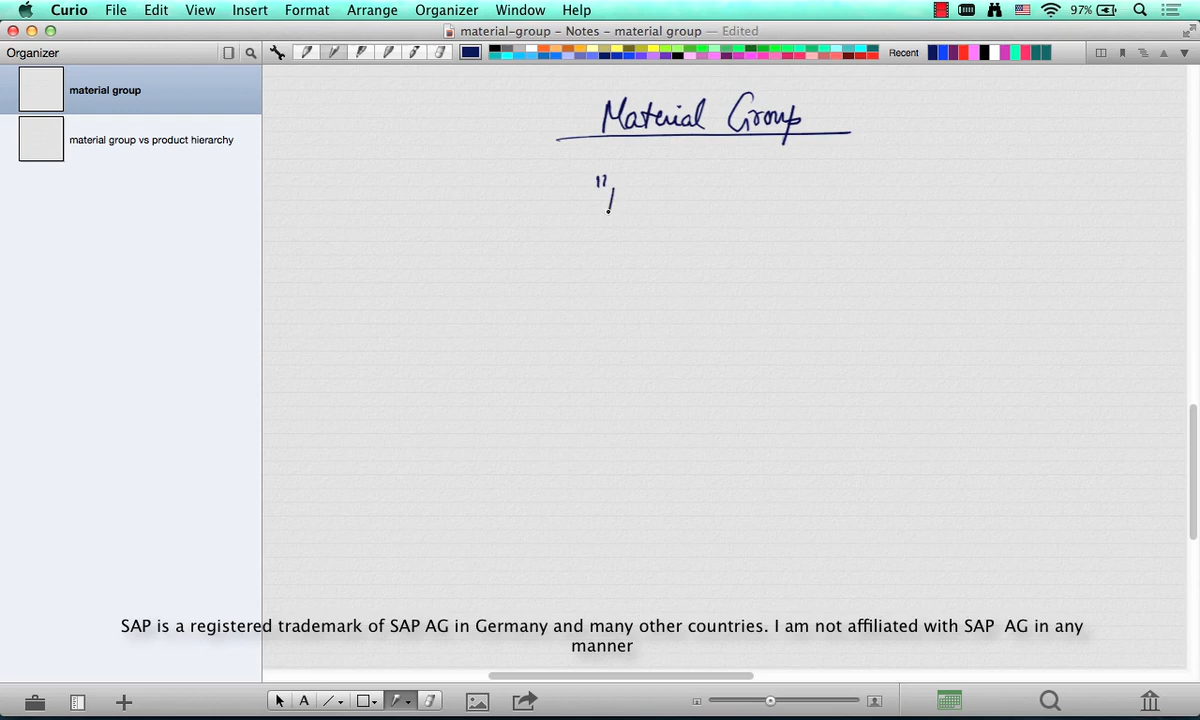 Curio File Edit View Insert Format Arrange Organizer Window Help 97%
material-group – Notes – material group — Edited
Organizer Recent
material group
material group vs product hierarchy
Material Group
"
SAP is a registered trademark of SAP AG in Germany and many other countries. I am not affiliated with SAP AG in any
manner
A